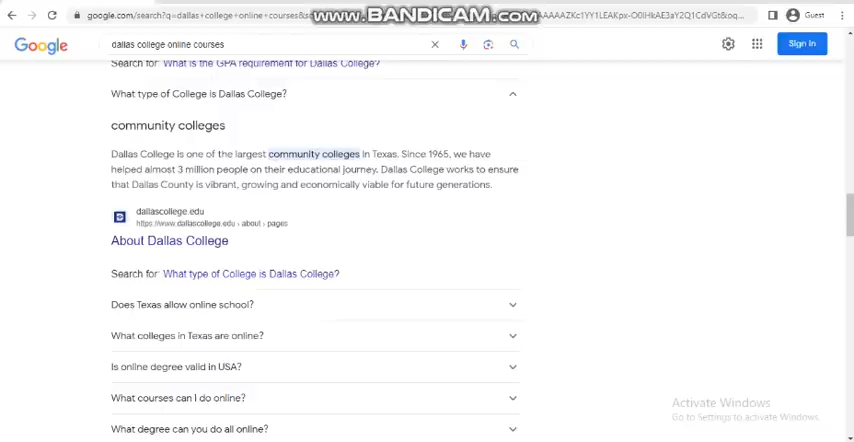 google.com/search?q=dallas+college+online+courses&s
www.BANDICAM.com
Guest
Google
dallas college online courses
Sign in
Search for: What is the GPA requirement for Dallas College?
What type of College is Dallas College?
community colleges
Dallas College is one of the largest community colleges in Texas. Since 1965, we have
helped almost 3 million people on their educational journey. Dallas College works to ensure
that Dallas County is vibrant, growing and economically viable for future generations.
dallascollege.edu
https://www.dallascollege.edu › about › pages
About Dallas College
Search for: What type of College is Dallas College?
Does Texas allow online school?
What colleges in Texas are online?
Is online degree valid in USA?
What courses can I do online?
What degree can you do all online?
Activate Windows
Go to Settings to activate Windows.